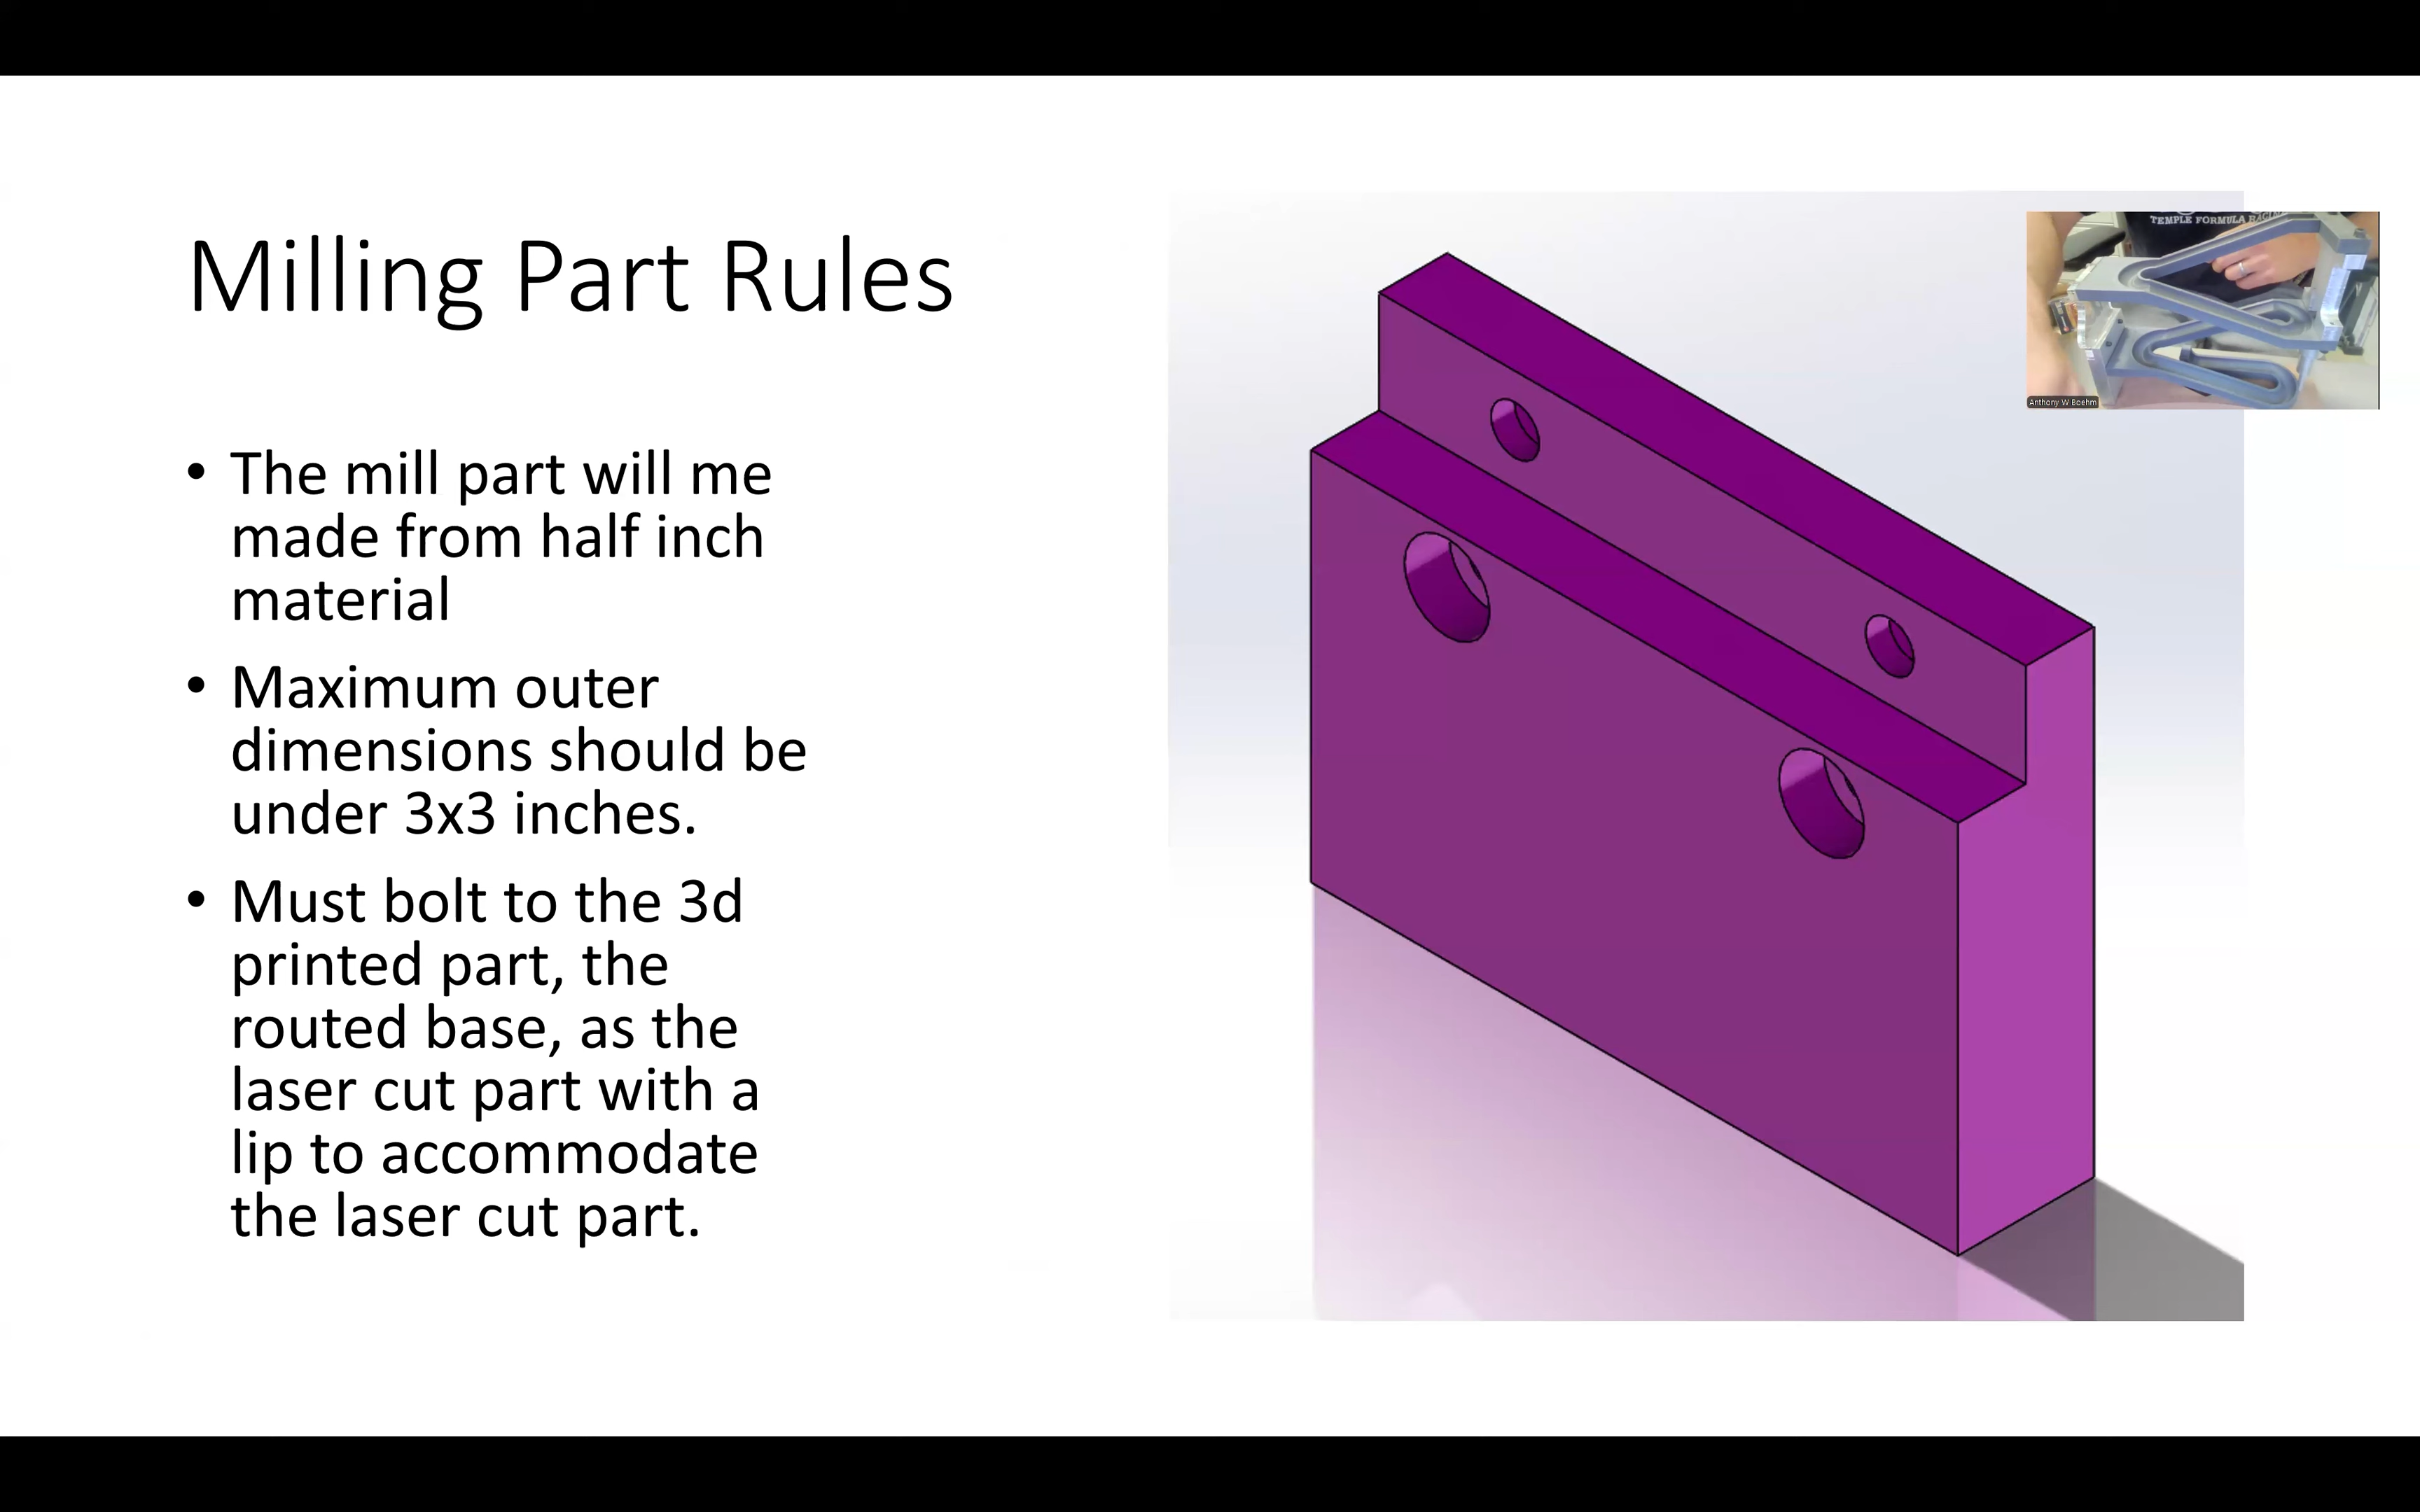 Milling Part Rules
• The mill part will me
made from half inch
material
• Maximum outer
dimensions should be
under 3x3 inches.
• Must bolt to the 3d
printed part, the
routed base, as the
laser cut part with a
lip to accommodate
the laser cut part.
TEMPLE FORMULA RACING
Anthony W Boehm